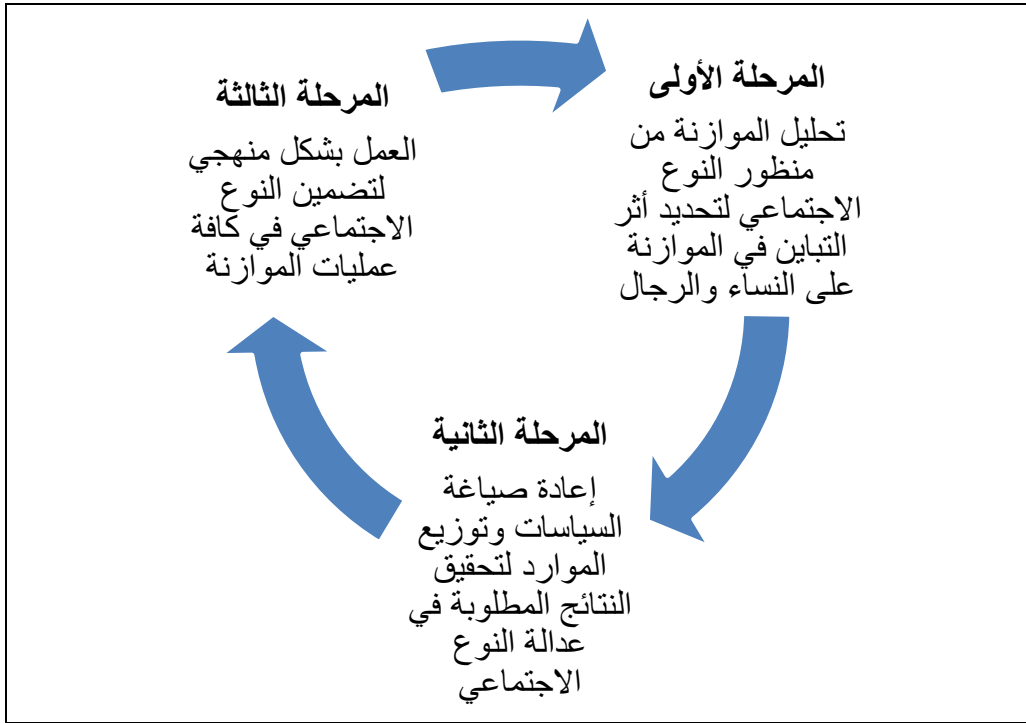 المرحلة الأولى
تحليل الموازنة من
منظور النوع
الاجتماعي لتحديد أثر
التباين في الموازنة
على النساء والرجال
المرحلة الثانية
إعادة صياغة
السياسات وتوزيع
الموارد لتحقيق
النتائج المطلوبة في
عدالة النوع
الاجتماعي
المرحلة الثالثة
العمل بشكل منهجي
لتضمين النوع
الاجتماعي في كافة
عمليات الموازنة